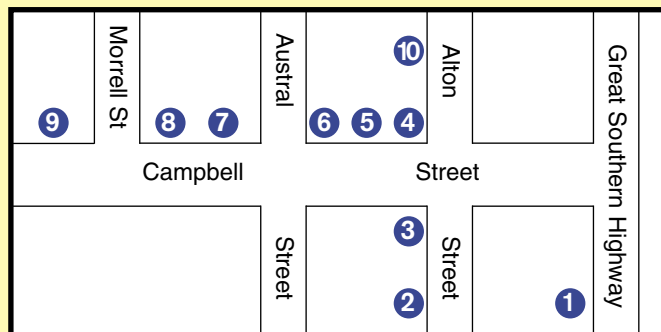 Morrell St
Austral
Alton
Great Southern Highway
10
9
8
7
6
5
4
Campbell
Street
3
Street
Street
2
1